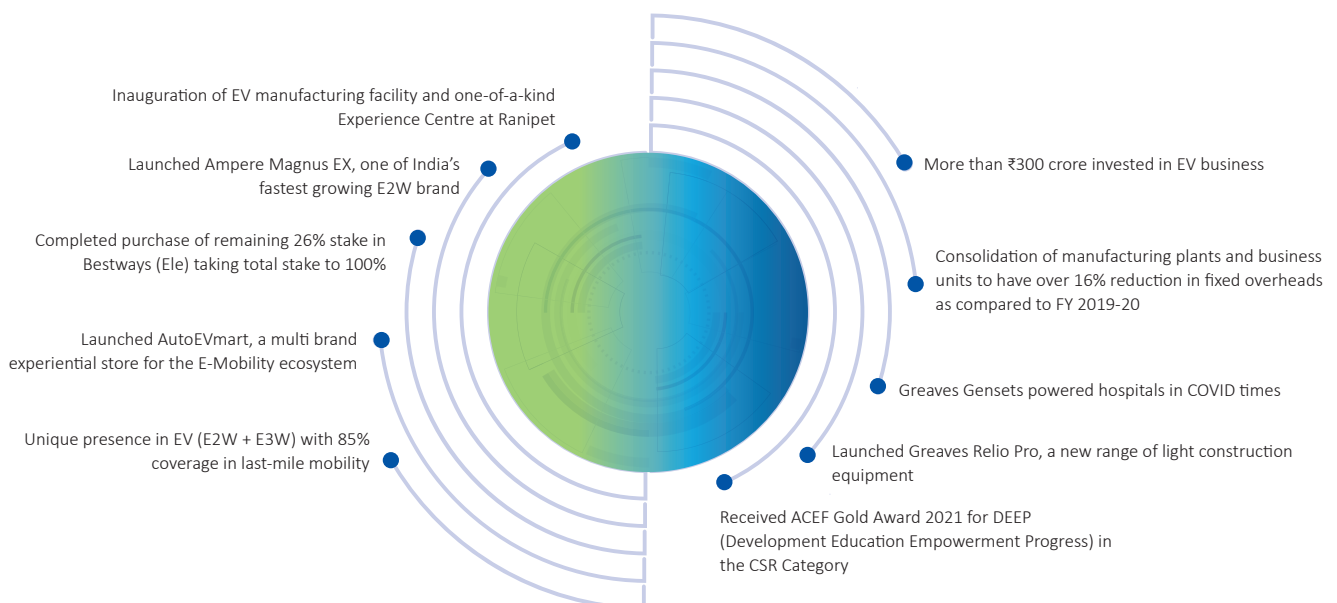 Inauguration of EV manufacturing facility and one-of-a-kind
Experience Centre at Ranipet
Launched Ampere Magnus EX, one of India’s
fastest growing E2W brand
Completed purchase of remaining 26% stake in
Bestways (Ele) taking total stake to 100%
Launched AutoEVmart, a multi brand
experiential store for the E-Mobility ecosystem
Unique presence in EV (E2W + E3W) with 85%
coverage in last-mile mobility
More than ₹300 crore invested in EV business
Consolidation of manufacturing plants and business
units to have over 16% reduction in fixed overheads
as compared to FY 2019-20
Greaves Gensets powered hospitals in COVID times
Launched Greaves Relio Pro, a new range of light construction
equipment
Received ACEF Gold Award 2021 for DEEP
(Development Education Empowerment Progress) in
the CSR Category